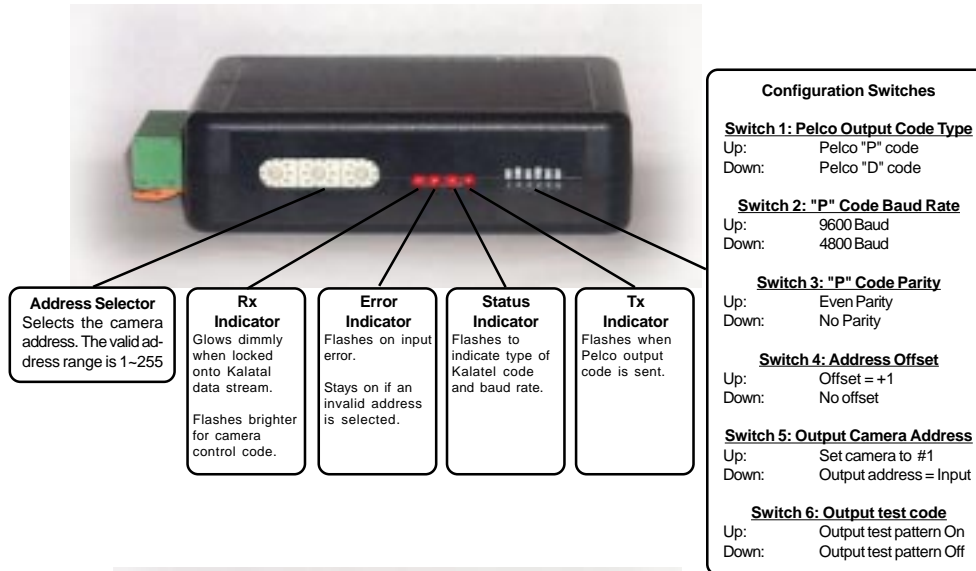 Configuration Switches
Switch 1: Pelco Output Code Type
Up: Pelco "P" code
Down: Pelco "D" code
Switch 2: "P" Code Baud Rate
Up: 9600 Baud
Down: 4800 Baud
Switch 3: "P" Code Parity
Up: Even Parity
Down: No Parity
Switch 4: Address Offset
Up: Offset = +1
Down: No offset
Switch 5: Output Camera Address
Up: Set camera to #1
Down: Output address = Input
Switch 6: Output test code
Up: Output test pattern On
Down: Output test pattern Off
Address Selector
Selects the camera
address. The valid ad-
dress range is 1~255
Rx
Indicator
Glows dimmly
when locked
onto Kalatal
data stream.
Flashes brighter
for camera
control code.
Error
Indicator
Flashes on input
error.
Stays on if an
invalid address
is selected.
Status
Indicator
Flashes to
indicate type of
Kalatel code
and baud rate.
Tx
Indicator
Flashes when
Pelco output
code is sent.